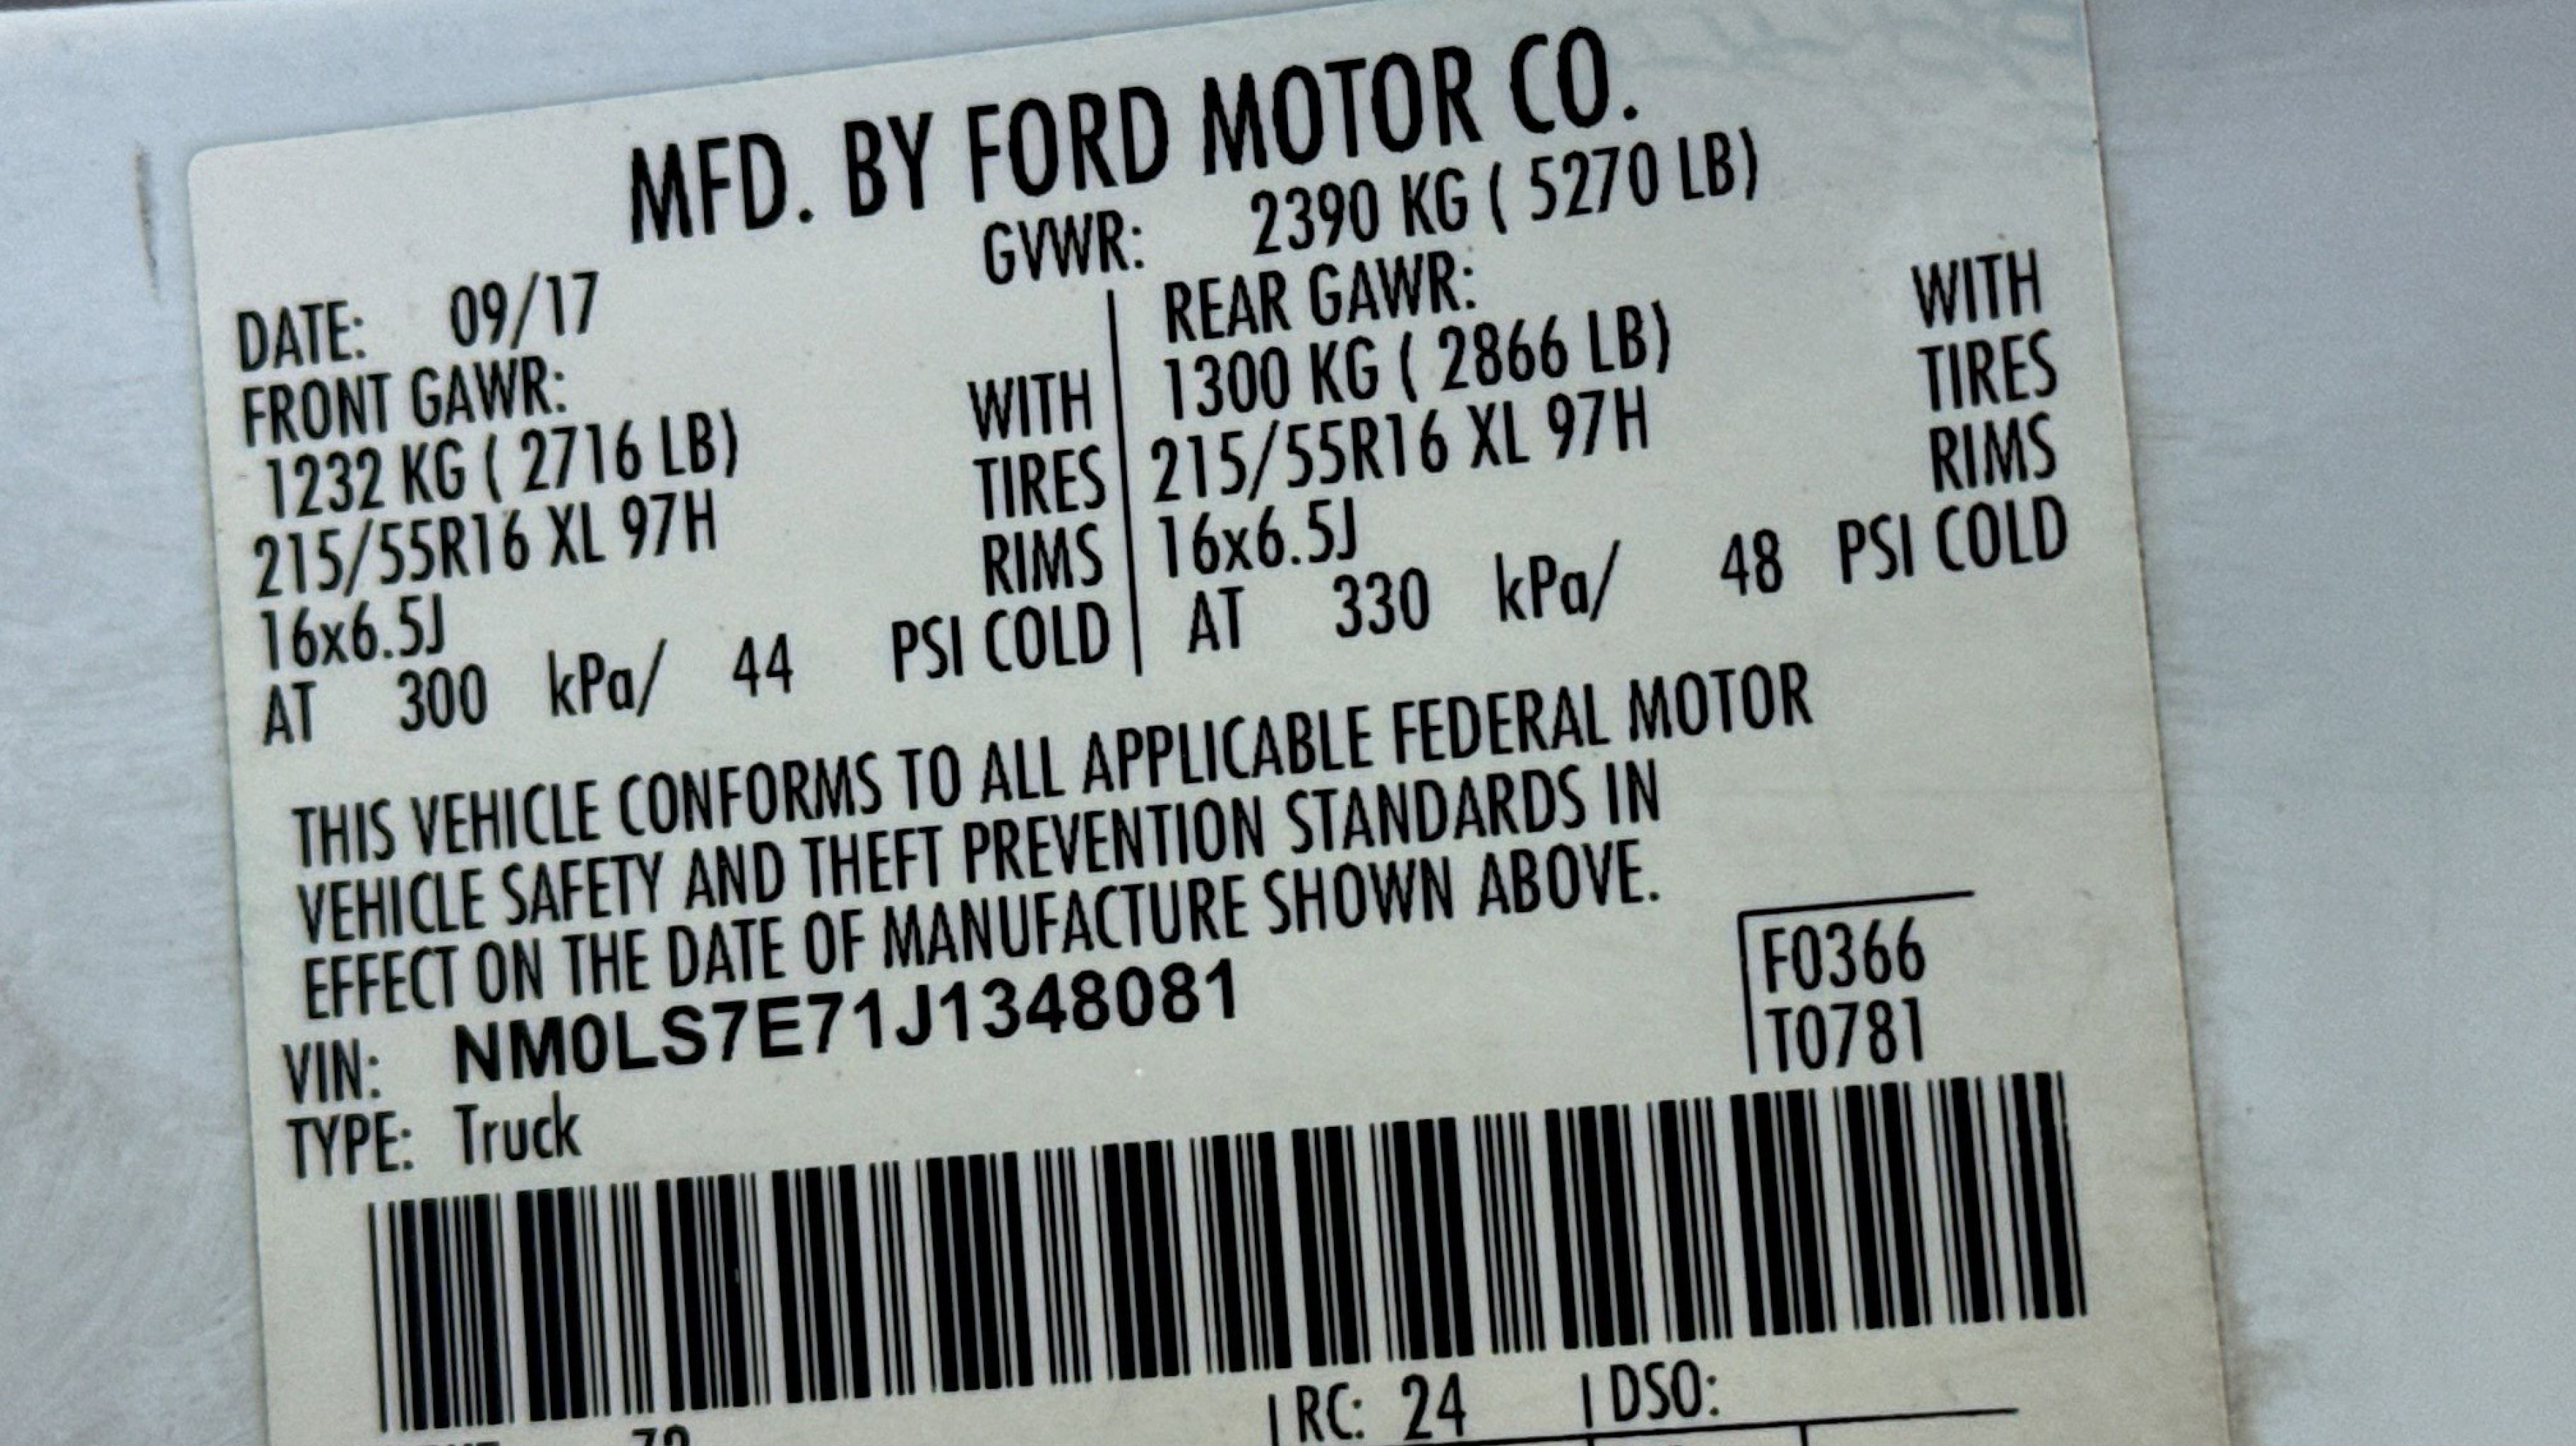 MFD. BY FORD MOTOR CO.
GVWR: 2390 KG ( 5270 LB)
DATE: 09/17
FRONT GAWR:
1232 KG ( 2716 LB) WITH
215/55R16 XL 97H TIRES
16x6.5J RIMS
AT 300 kPa/ 44 PSI COLD
REAR GAWR:
1300 KG ( 2866 LB) WITH
215/55R16 XL 97H TIRES
16x6.5J RIMS
AT 330 kPa/ 48 PSI COLD
THIS VEHICLE CONFORMS TO ALL APPLICABLE FEDERAL MOTOR
VEHICLE SAFETY AND THEFT PREVENTION STANDARDS IN
EFFECT ON THE DATE OF MANUFACTURE SHOWN ABOVE.
VIN: NM0LS7E71J1348081
TYPE: Truck
F0366
T0781
RC: 24 DSO: